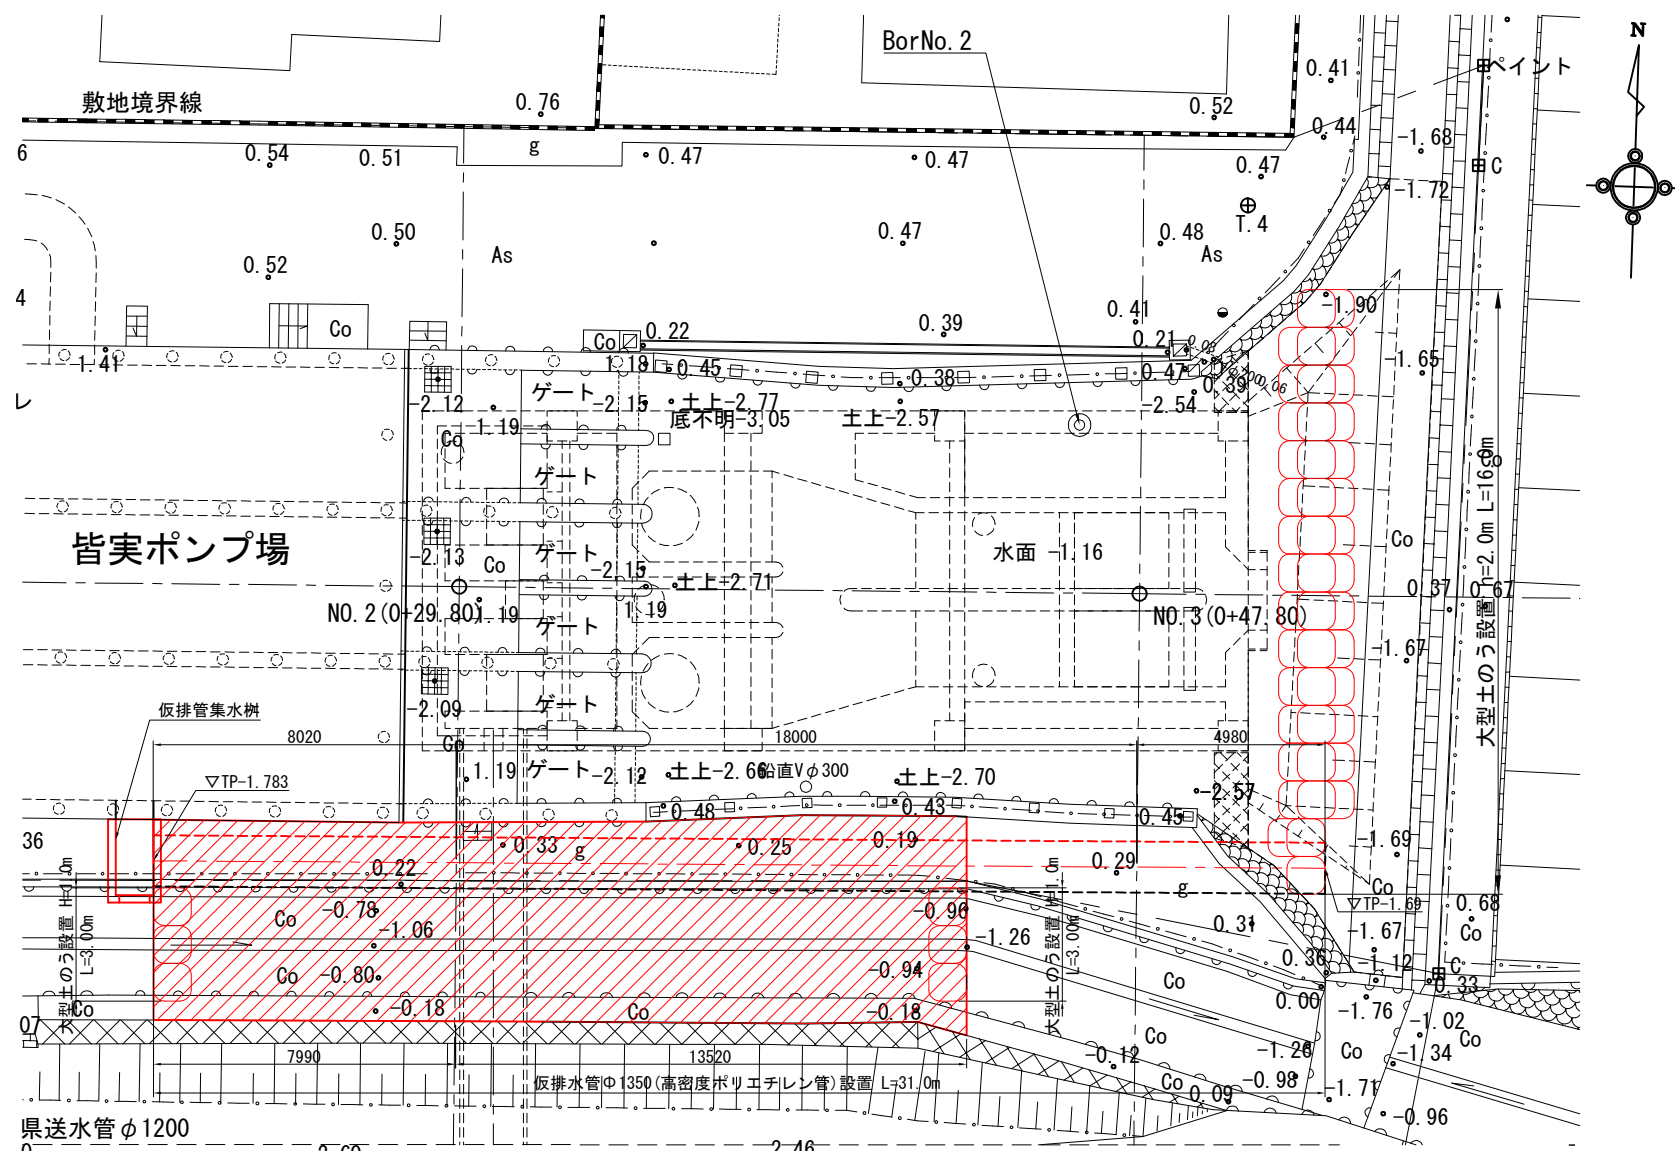 BorNo.2
N
ペイント
0.41
敷地境界線
0.76
0.52
0.44
-1.68
6
0.54
0.51
g
0.47
0.47
0.47
C
-1.72
T.4
0.50
0.47
0.48
As
As
0.52
4
-1.90
Co
0.22
0.39
0.41
0.21
Co
1.41
1.18
0.45
0.38
0.47
0.39
-1.65
レ
-2.12
ゲート
-2.15
土上-2.77
底不明-3.05
土上-2.57
-2.54
1.19
Co
ゲート
大型土のう設置 h=2.0m L=16.0m
Co
皆実ポンプ場
-2.13
Co
ゲート
-2.15
土上-2.71
水面 -1.16
Co
0.37
0.67
NO.2(0+29.80)
1.19
ゲート
1.19
NO.3(0+47.80)
-1.67
-2.09
ゲート
仮排管集水桝
8020
Co
18000
4980
▽TP-1.783
1.19
ゲート
-2.12
土上-2.66
鉛直Vφ300
土上-2.70
-2.57
36
0.48
0.43
0.45
0.33
g
0.25
0.19
-1.69
0.22
0.29
g
Co
大型土のう設置 H=1.0m
L=3.00m
大型土のう設置 H=1.0m
L=3.00m
▽TP-1.69
0.68
-0.78
Co
-0.96
0.31
-1.67
Co
-1.06
-1.26
0.36
-1.12
C
Co
-0.80
-0.94
Co
0.33
Co
-0.18
Co
-0.18
0.00
-1.76
07
-1.02
Co
Co
-0.12
-1.26
Co
-1.34
7990
13520
仮排水管Φ1350(高密度ポリエチレン管)設置 L=31.0m
Co
-0.98
0.09
-1.71
-0.96
県送水管φ1200
2.46